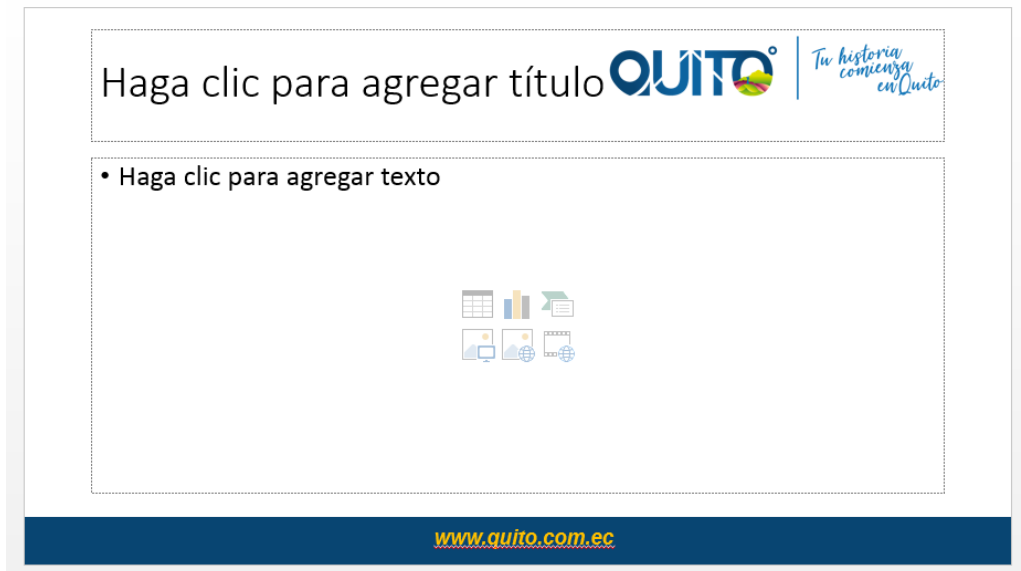 Haga clic para agregar título
QUITO
Tu historia
comienza
en Quito
• Haga clic para agregar texto
www.quito.com.ec